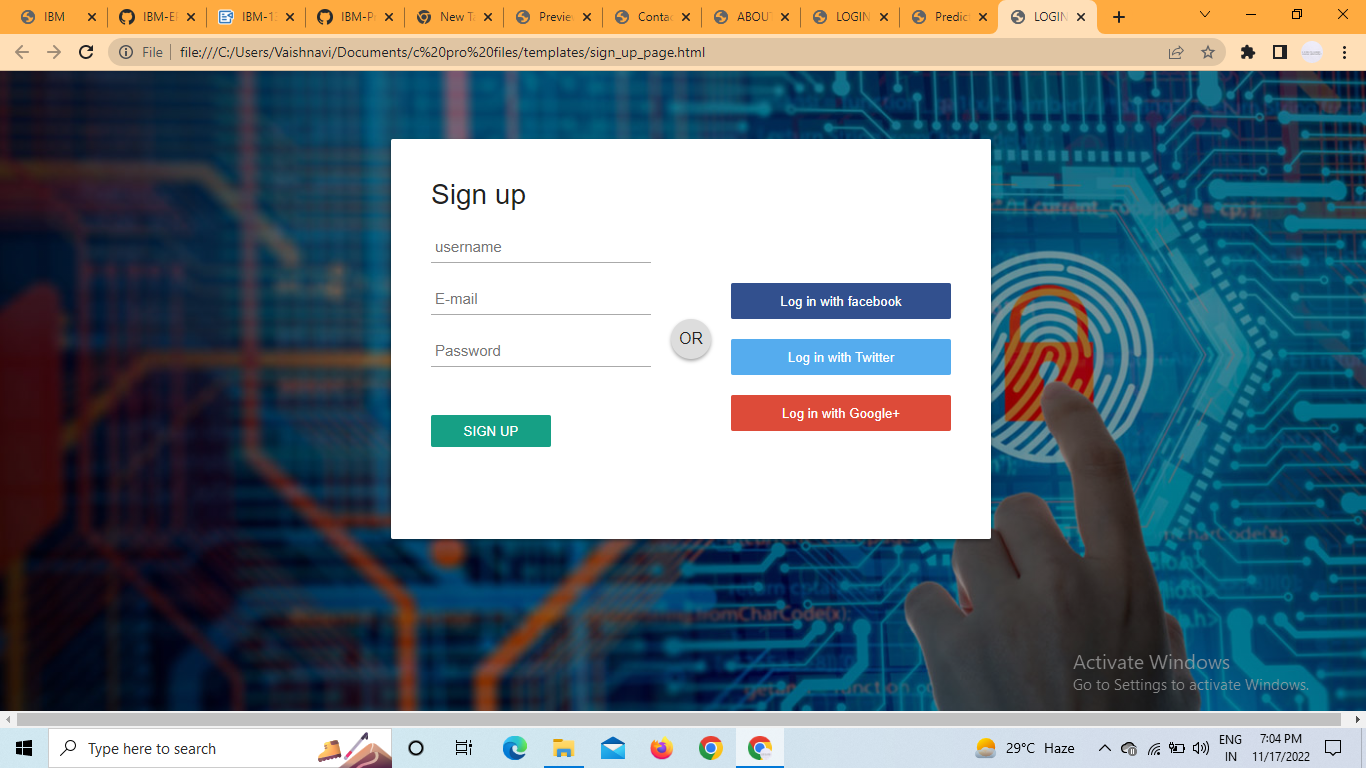 IBM
IBM-E
IBM-1
IBM-P
New T
Preview
Conta
ABOUT
LOGIN
Predict
LOGIN
File
file:///C:/Users/Vaishnavi/Documents/c%20pro%20files/templates/sign_up_page.html
current_codepage = cp; };
Sign up
username
E-mail
Log in with facebook
OR
Password
Log in with Twitter
Log in with Google+
SIGN UP
.fromCharCode(x);
Activate Windows
Go to Settings to activate Windows.
Type here to search
29°C Haze
ENG
IN
7:04 PM
11/17/2022